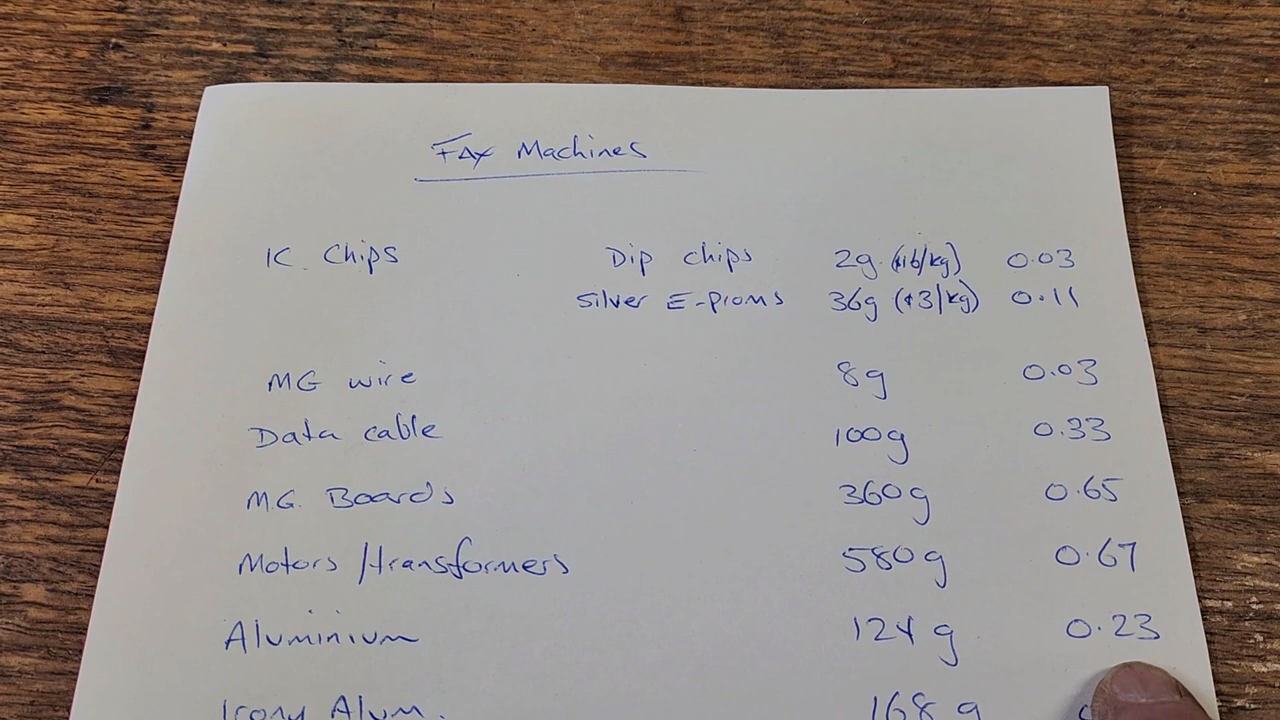 Fax Machines
IC Chips Dip chips 2g ($16/kg) 0.03
Silver E-proms 36g ($3/kg) 0.11
MG wire 8g 0.03
Data cable 100g 0.33
M.G. Boards 360g 0.65
Motors/transformers 580g 0.67
Aluminium 124g 0.23
Irony Alum. 168g